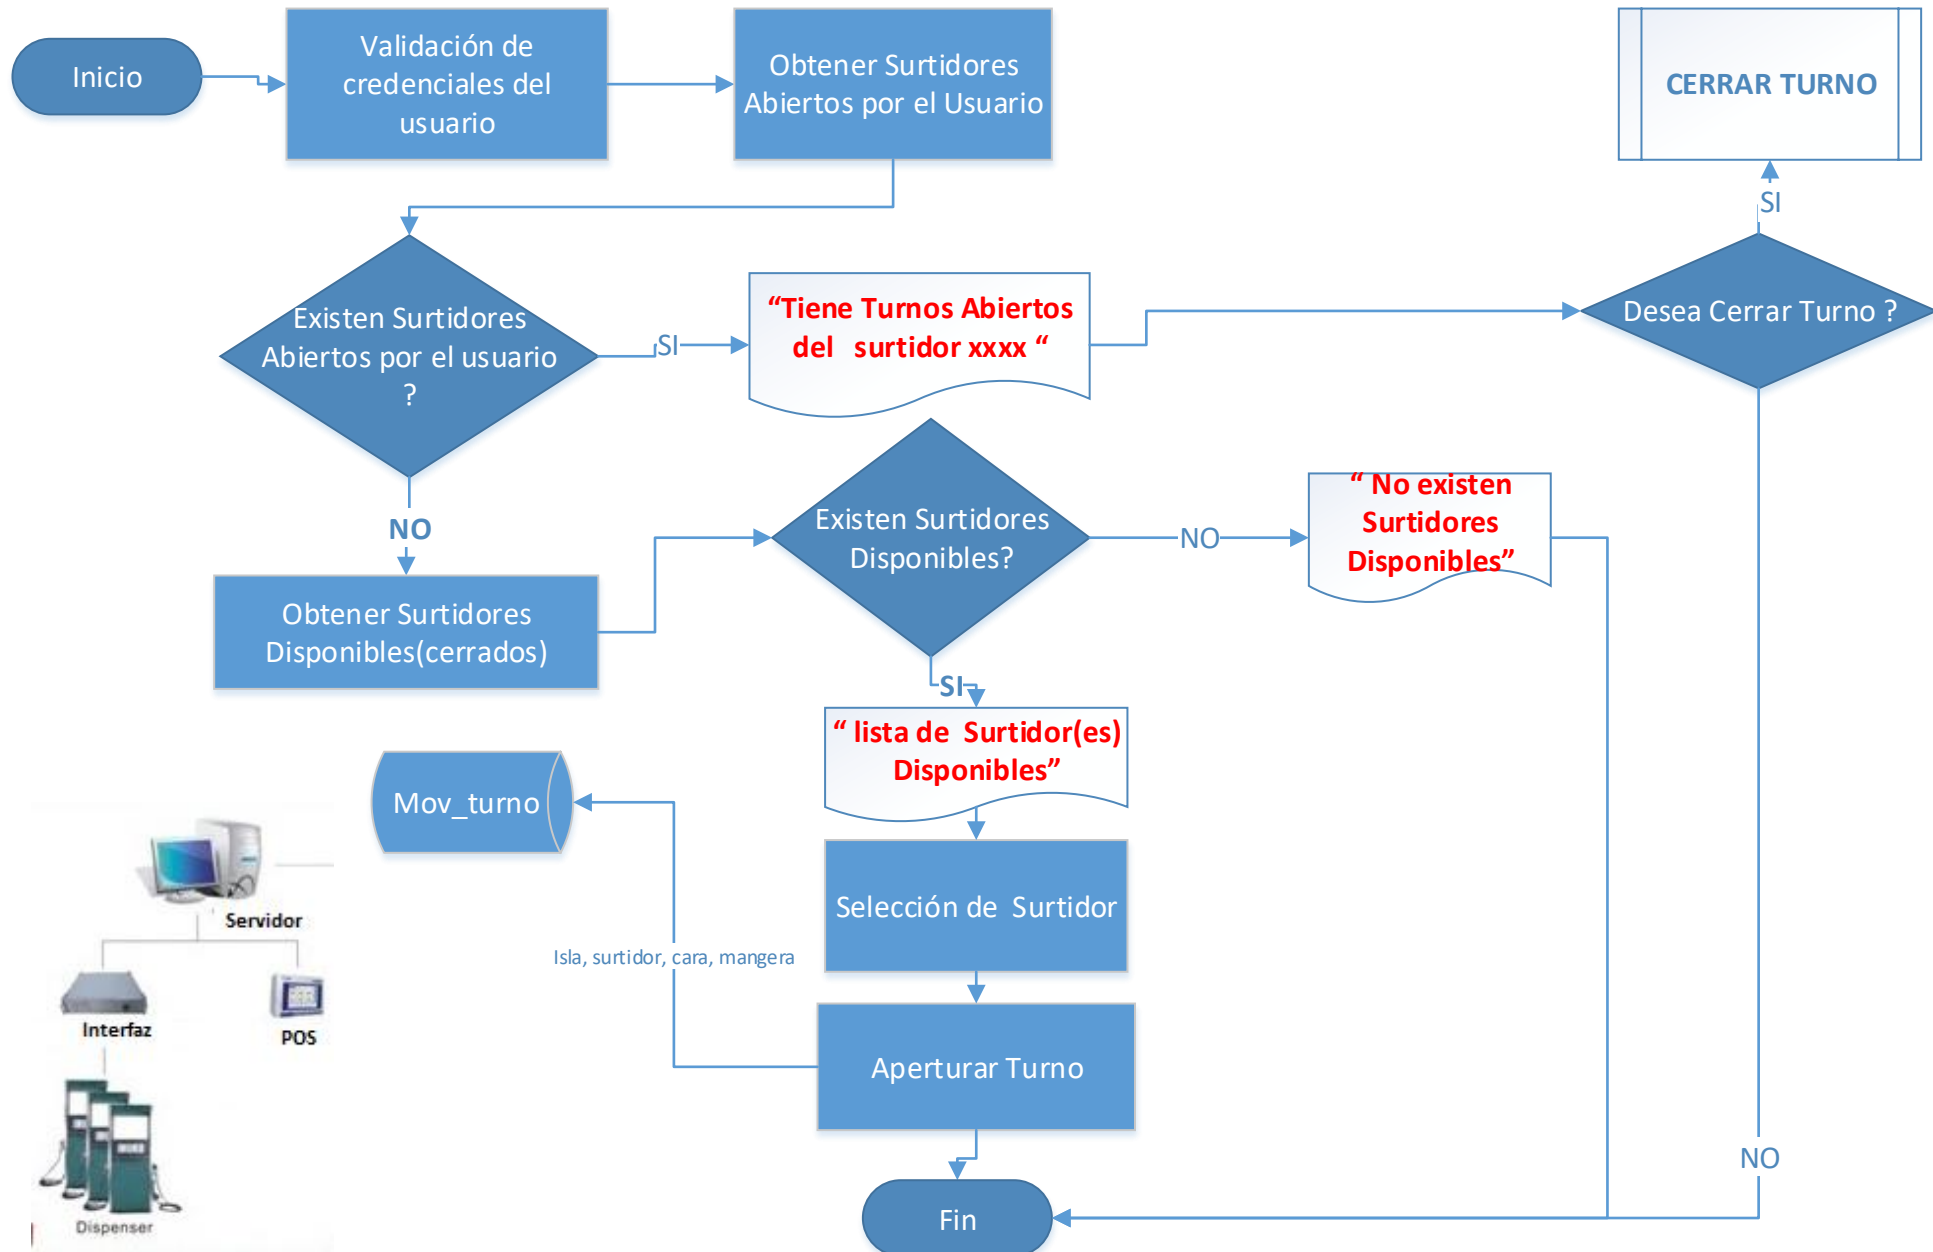 Inicio
Validación de
credenciales del
usuario
Obtener Surtidores
Abiertos por el Usuario
CERRAR TURNO
SI
Existen Surtidores
Abiertos por el usuario
?
SI
“Tiene Turnos Abiertos
del surtidor xxxx “
Desea Cerrar Turno ?
NO
Existen Surtidores
Disponibles?
NO
“ No existen
Surtidores
Disponibles”
Obtener Surtidores
Disponibles(cerrados)
SI
“ lista de Surtidor(es)
Disponibles”
Mov_turno
Selección de Surtidor
Isla, surtidor, cara, mangera
Aperturar Turno
Servidor
Interfaz
POS
Dispenser
NO
Fin